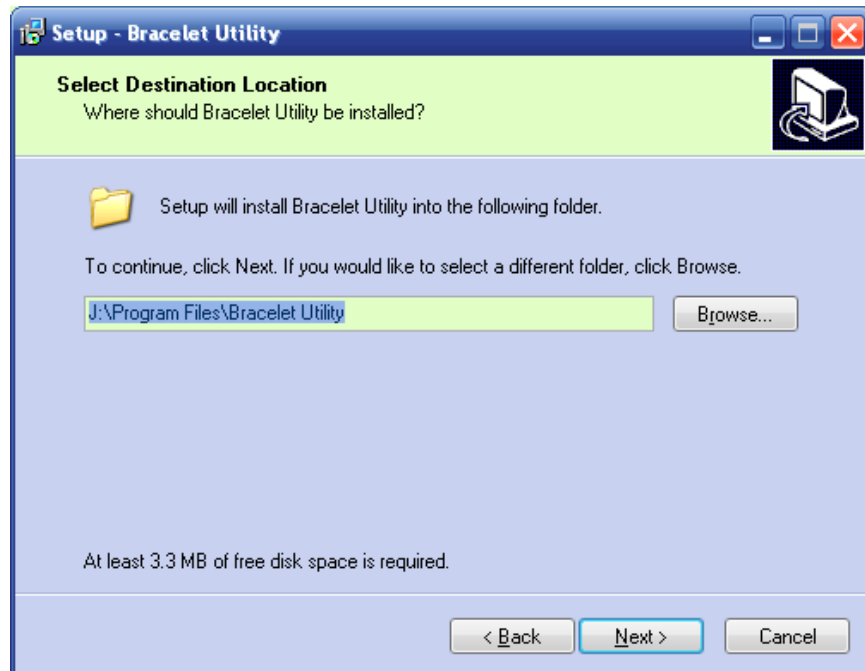 Setup - Bracelet Utility
Select Destination Location
Where should Bracelet Utility be installed?
Setup will install Bracelet Utility into the following folder.
To continue, click Next. If you would like to select a different folder, click Browse.
J:\Program Files\Bracelet Utility
Browse...
At least 3.3 MB of free disk space is required.
< Back
Next >
Cancel